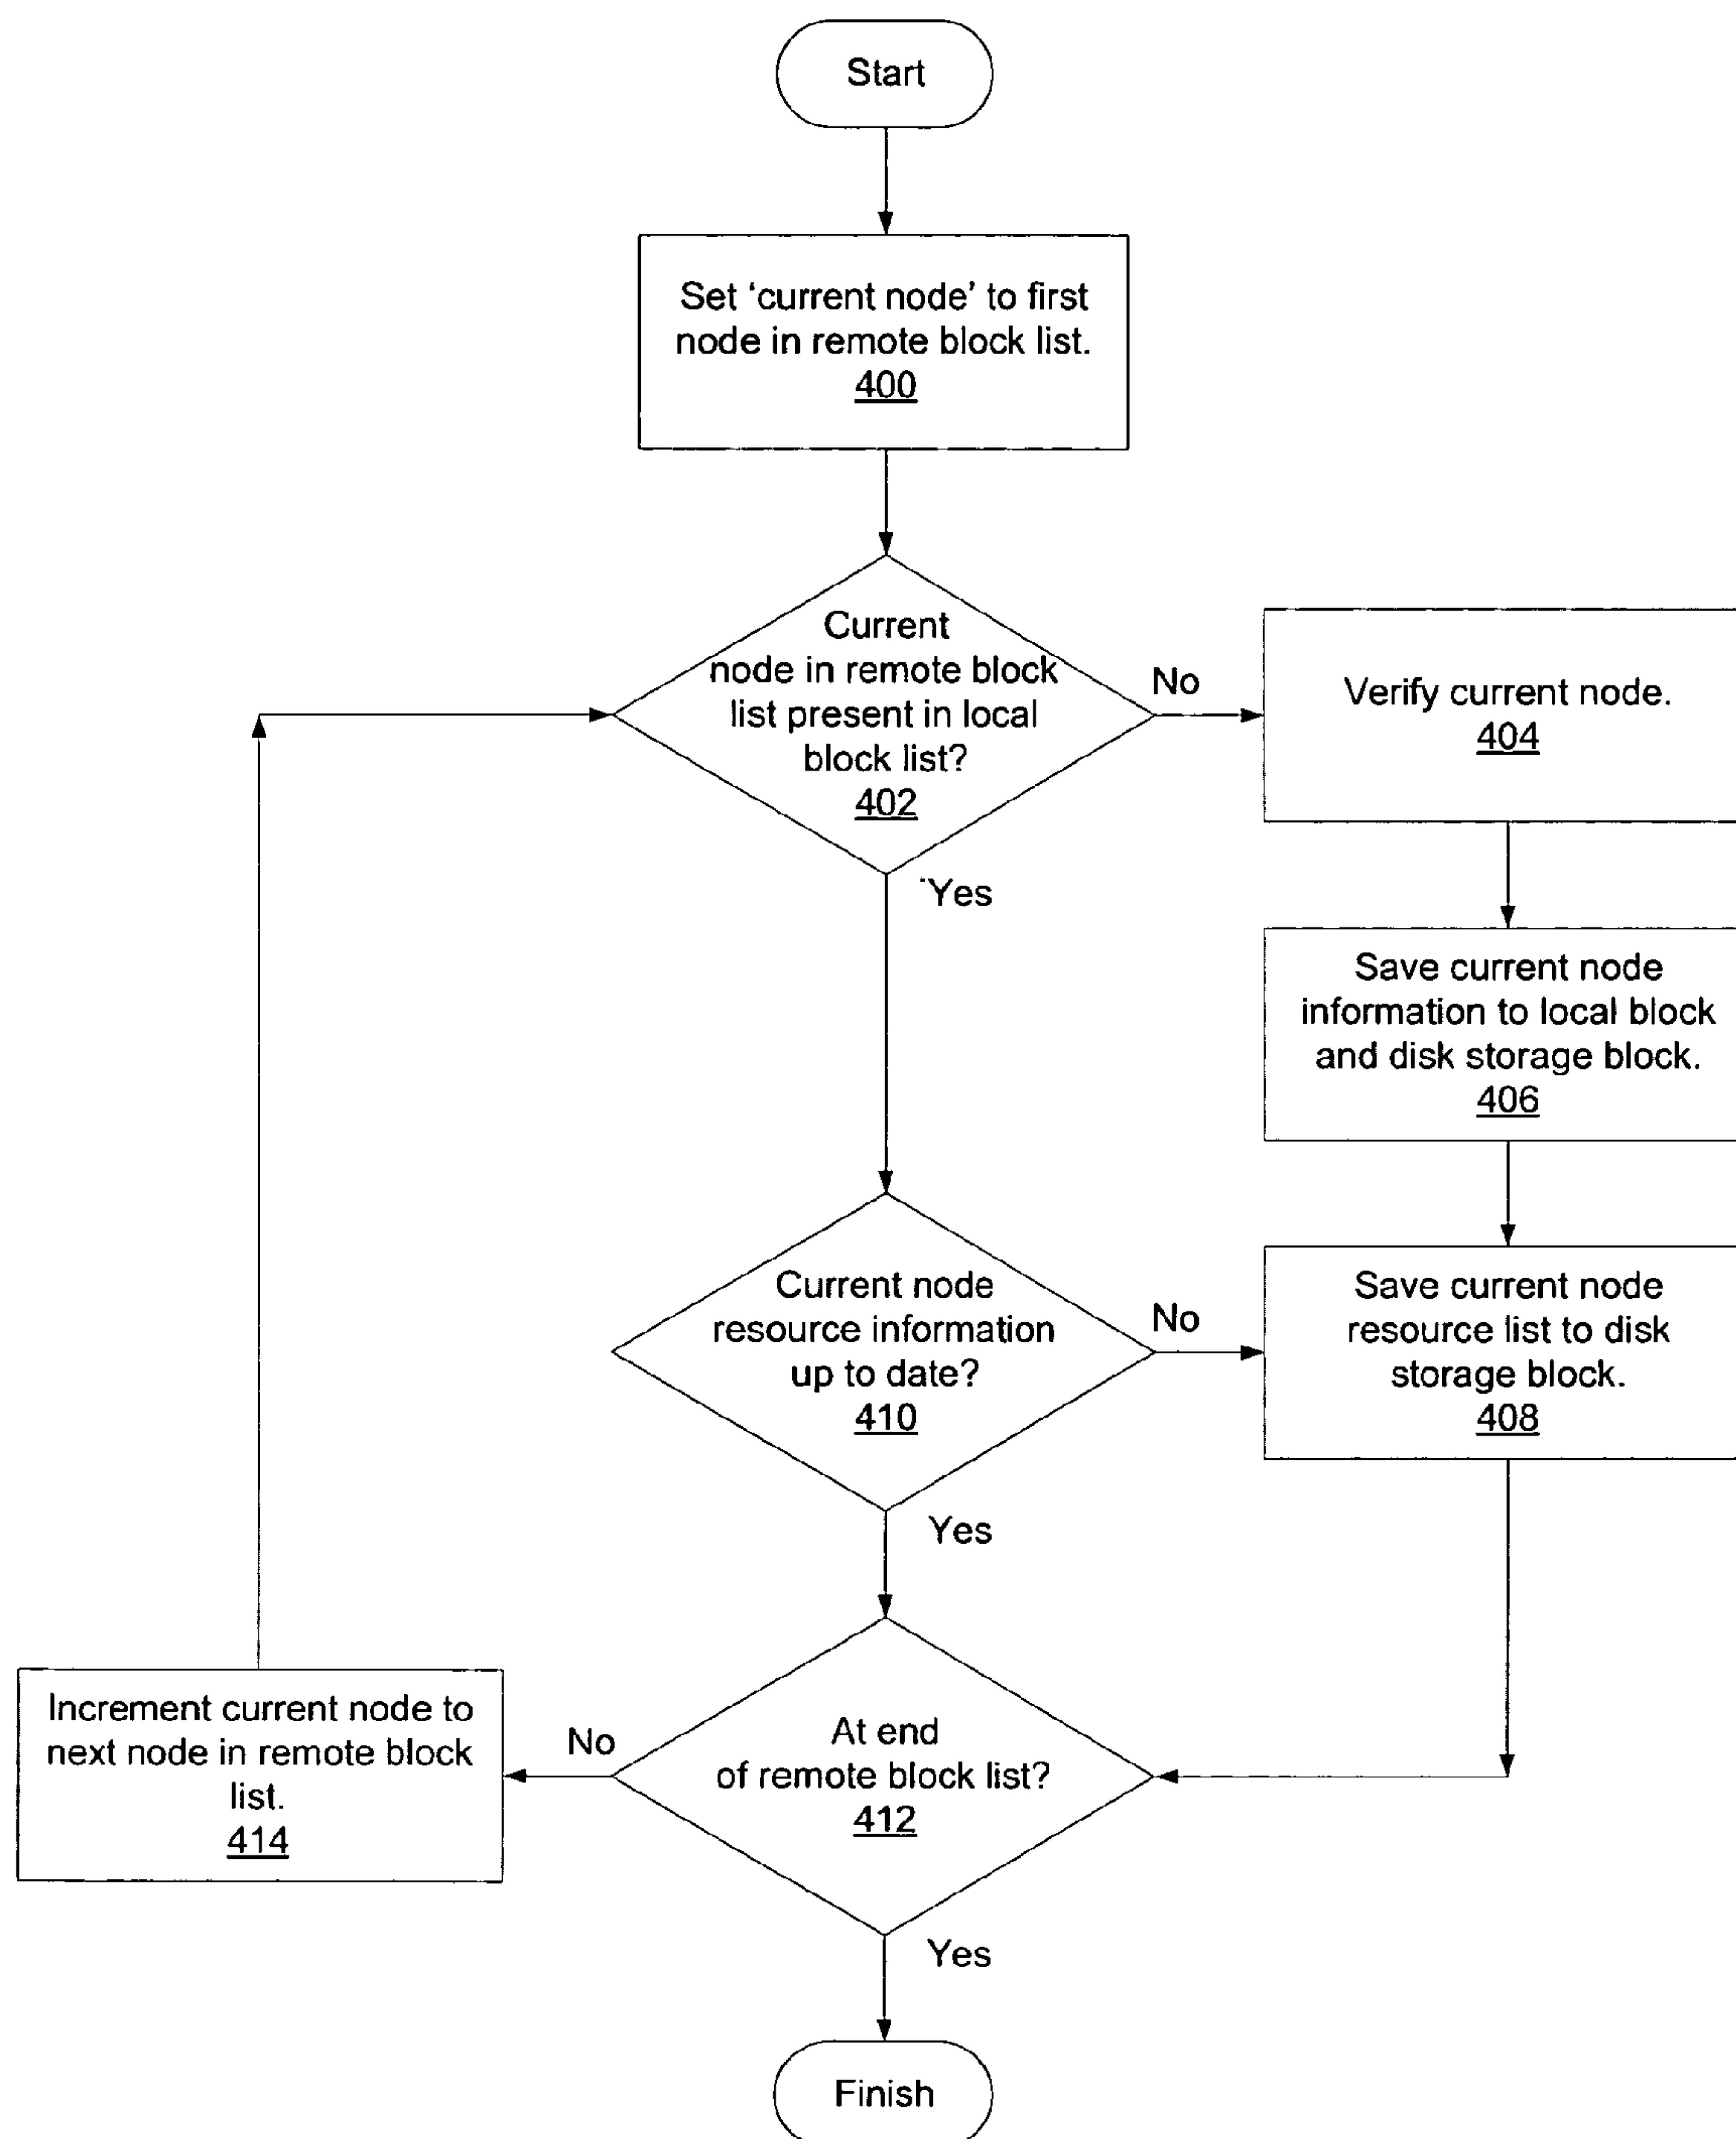 Start
Set ‘current node’ to first
node in remote block list.
400
Current
node in remote block
list present in local
block list?
402
No
Verify current node.
404
Yes
Save current node
information to local block
and disk storage block.
406
Current node
resource information
up to date?
410
No
Save current node
resource list to disk
storage block.
408
Yes
Increment current node to
next node in remote block
list.
414
No
At end
of remote block list?
412
Yes
Finish